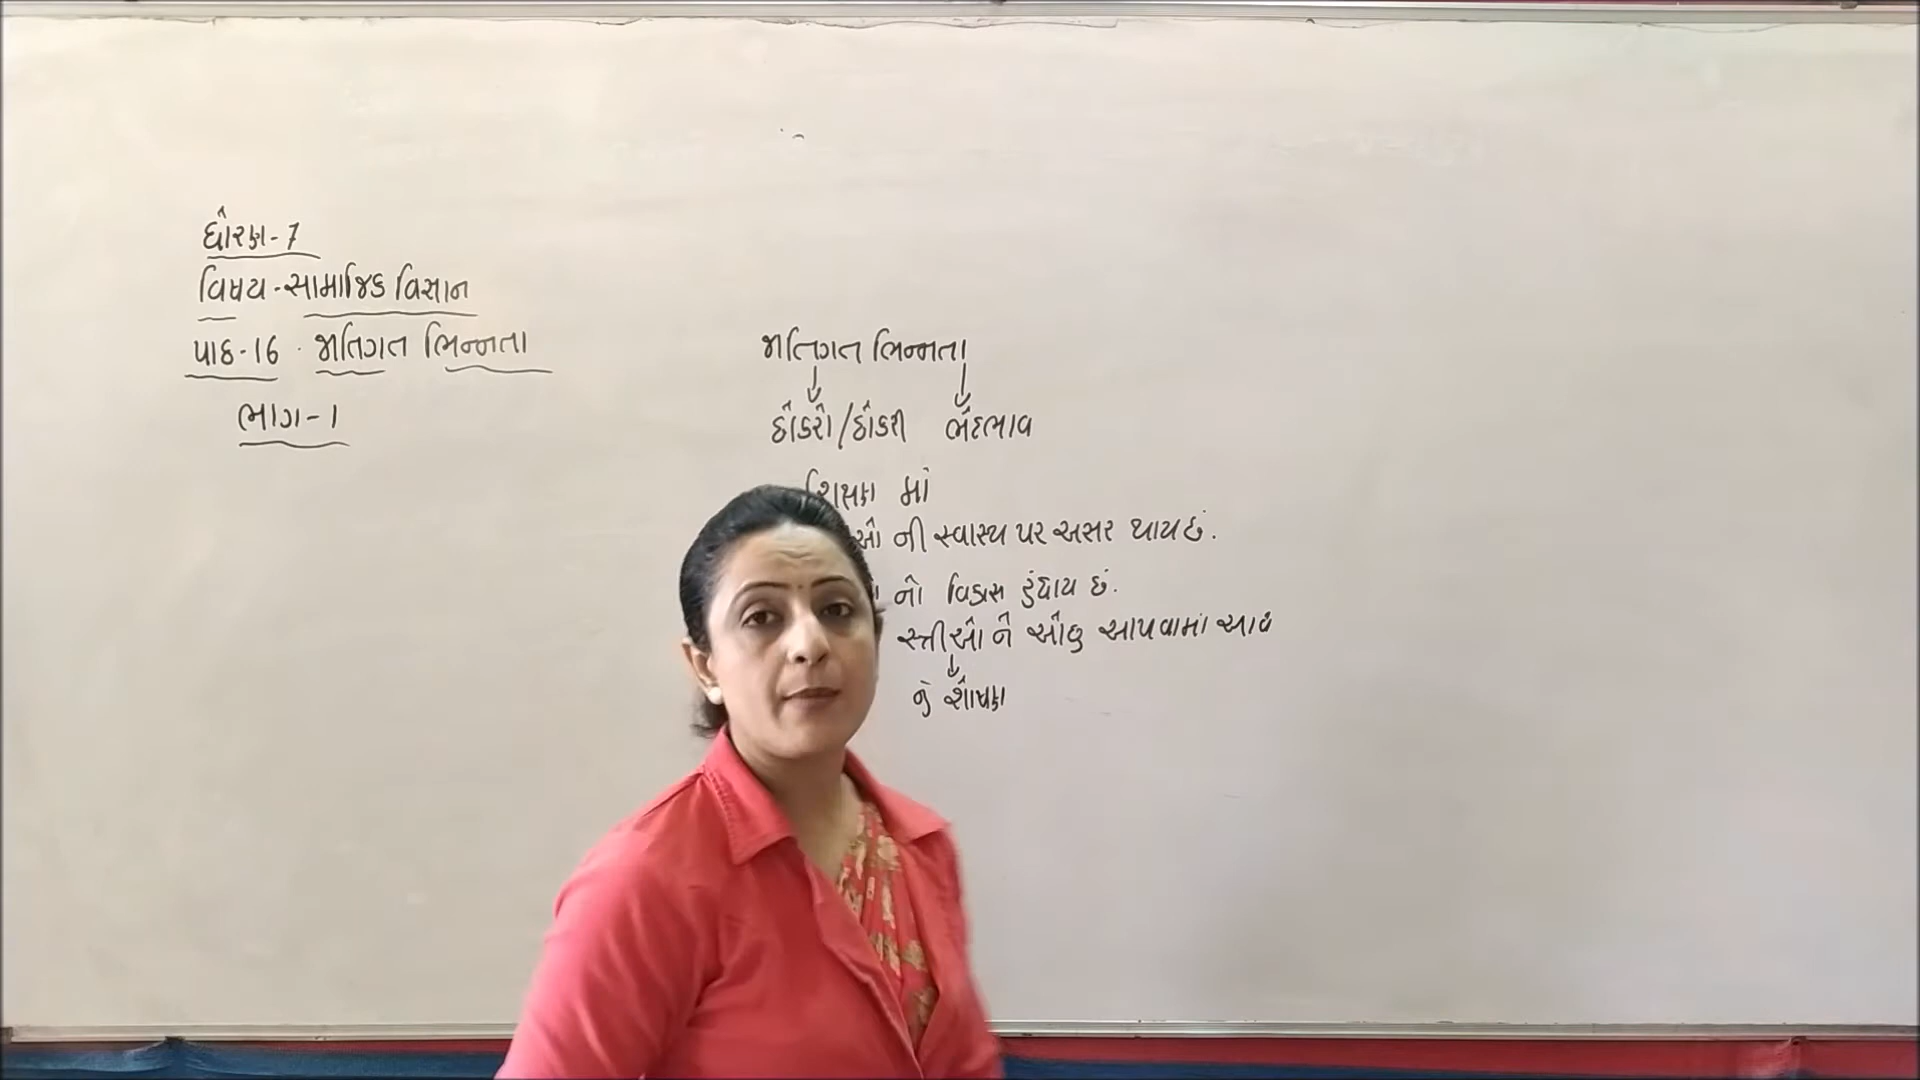 ધોરણ-7
વિષય-સામાજિક વિજ્ઞાન
પાઠ-16. જાતિગત ભિન્નતા
ભાગ-1
જાતિગત ભિન્નતા
છોકરો/છોકરી ભેદભાવ
શિક્ષણ માં
ની સ્વાસ્થ પર અસર થાય છે.
નો વિકાસ રૂંધાય છે.
સ્ત્રીઓ ને ઓછુ આપવામાં આવે
નું શોષણ